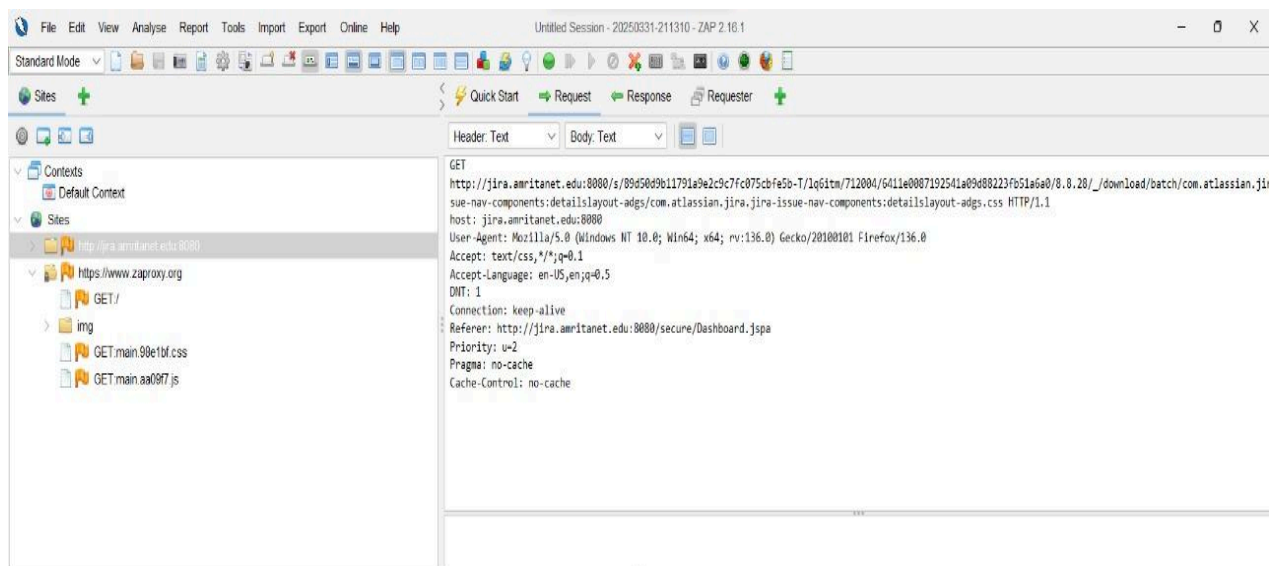 File Edit View Analyse Report Tools Import Export Online Help
Untitled Session - 20250331-211310 - ZAP 2.16.1
Standard Mode
Sites
Quick Start Request Response Requester
Header: Text Body: Text
Contexts
Default Context
Sites
http://jira.amritanet.edu:8080
https://www.zaproxy.org
GET:/
img
GET:main.98e1bf.css
GET:main.aa09f7.js
GET
http://jira.amritanet.edu:8080/s/89d50d9b11791a9e2c9c7fc075cbfe5b-T/lq6itm/712004/6411e0087192541a09d88223fb51a6a0/8.8.28/_/download/batch/com.atlassian.jir
sue-nav-components:detailslayout-adgs/com.atlassian.jira.jira-issue-nav-components:detailslayout-adgs.css HTTP/1.1
host: jira.amritanet.edu:8080
User-Agent: Mozilla/5.0 (Windows NT 10.0; Win64; x64; rv:136.0) Gecko/20100101 Firefox/136.0
Accept: text/css,*/*;q=0.1
Accept-Language: en-US,en;q=0.5
DNT: 1
Connection: keep-alive
Referer: http://jira.amritanet.edu:8080/secure/Dashboard.jspa
Priority: u=2
Pragma: no-cache
Cache-Control: no-cache